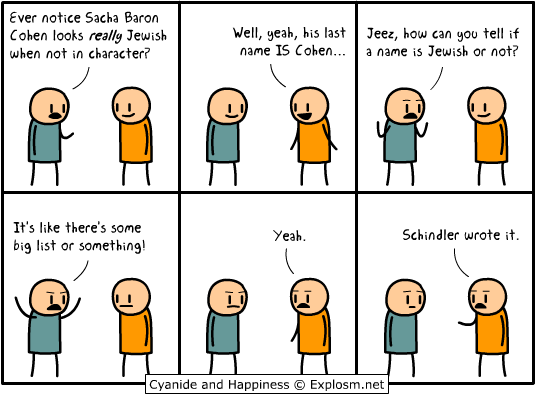 Ever notice Sacha Baron
Cohen looks really Jewish
when not in character?
Well, yeah, his last
name IS Cohen...
Jeez, how can you tell if
a name is Jewish or not?
It's like there's some
big list or something!
Yeah.
Schindler wrote it.
Cyanide and Happiness © Explosm.net